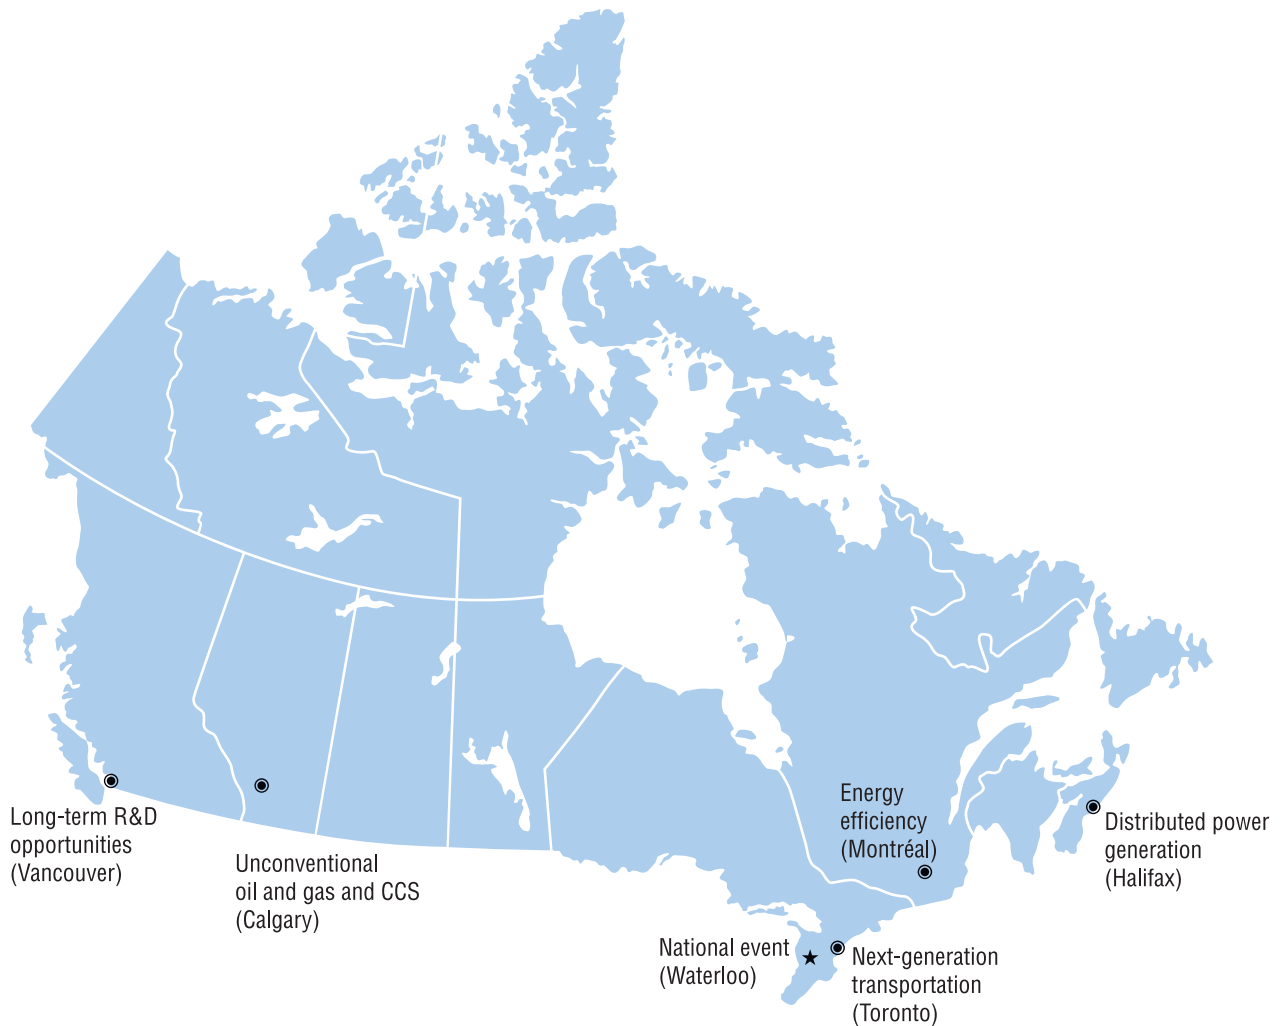 Energy
efficiency
(Montréal)
Long-term R&D
opportunities
(Vancouver)
Distributed power
generation
(Halifax)
Unconventional
oil and gas and CCS
(Calgary)
National event
(Waterloo)
Next-generation
transportation
(Toronto)